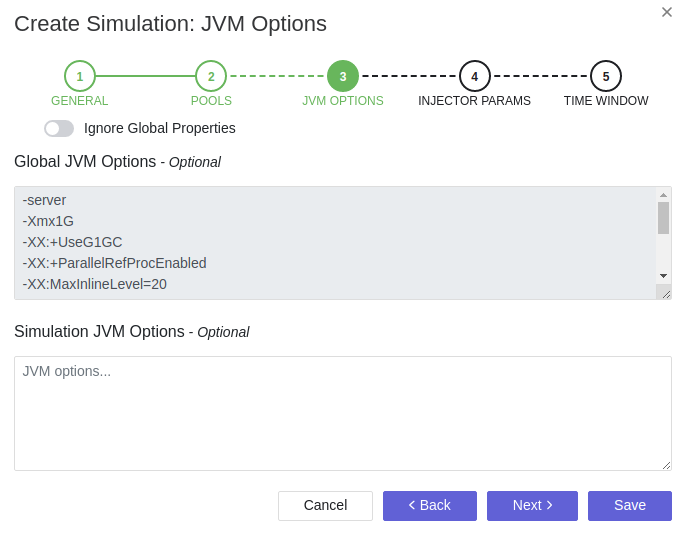 Create Simulation: JVM Options
1 2 3 4 5
GENERAL POOLS JVM OPTIONS INJECTOR PARAMS TIME WINDOW
Ignore Global Properties
Global JVM Options - Optional
-server
-Xmx1G
-XX:+UseG1GC
-XX:+ParallelRefProcEnabled
-XX:MaxInlineLevel=20
Simulation JVM Options - Optional
JVM options...
Cancel Back Next Save